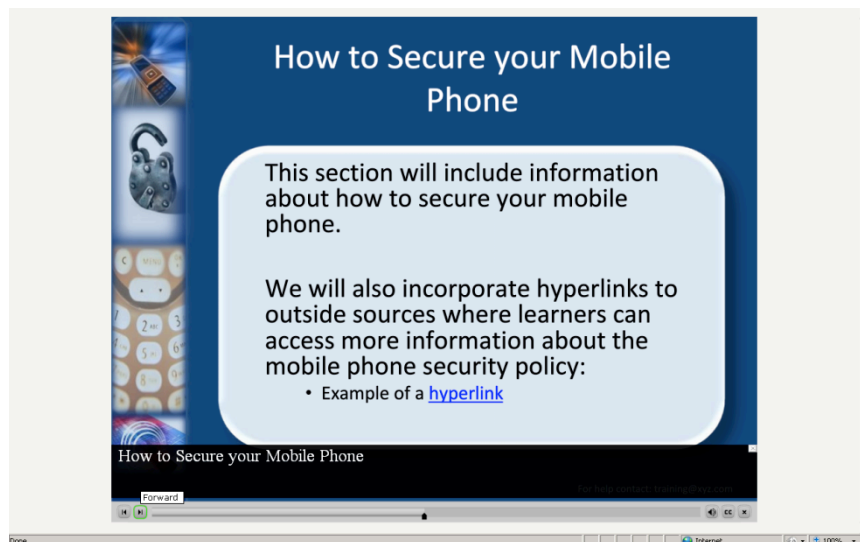 How to Secure your Mobile
Phone
This section will include information
about how to secure your mobile
phone.
We will also incorporate hyperlinks to
outside sources where learners can
access more information about the
mobile phone security policy:
• Example of a hyperlink
How to Secure your Mobile Phone
For help contact: training@xyz.com
Forward
CC
Done
Internet
100%